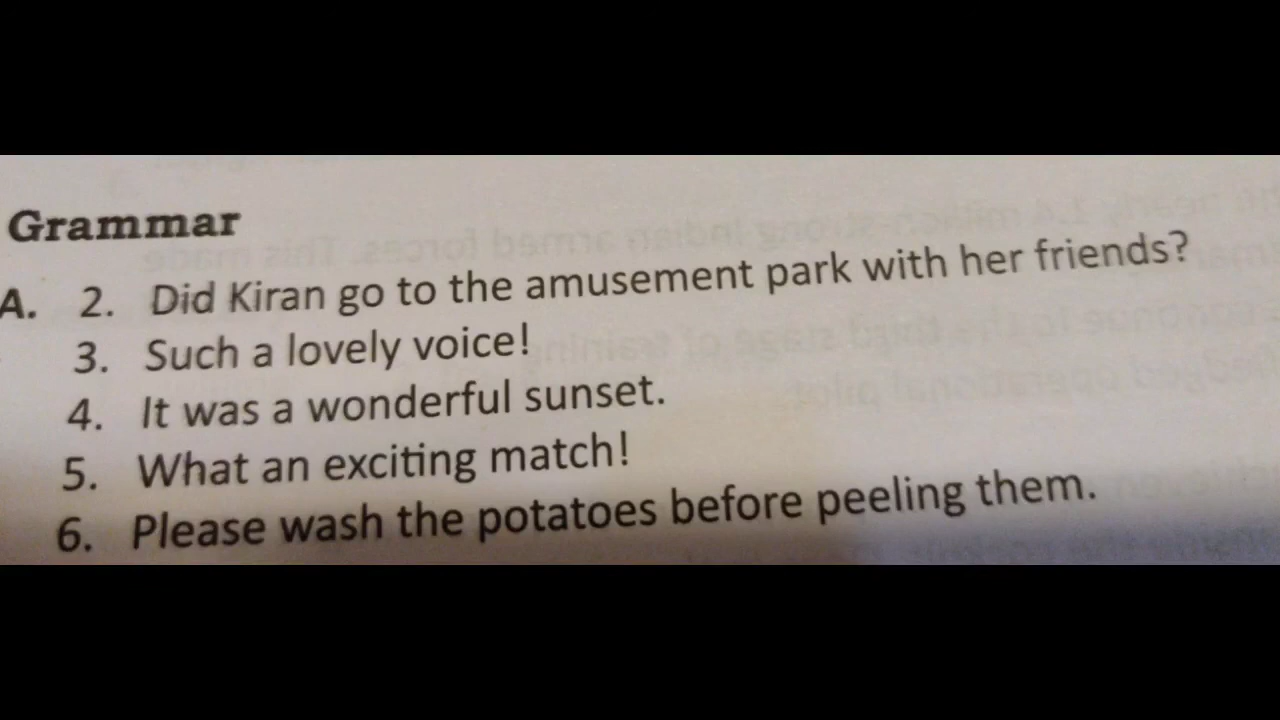 Grammar
A. 2. Did Kiran go to the amusement park with her friends?
3. Such a lovely voice!
4. It was a wonderful sunset.
5. What an exciting match!
6. Please wash the potatoes before peeling them.